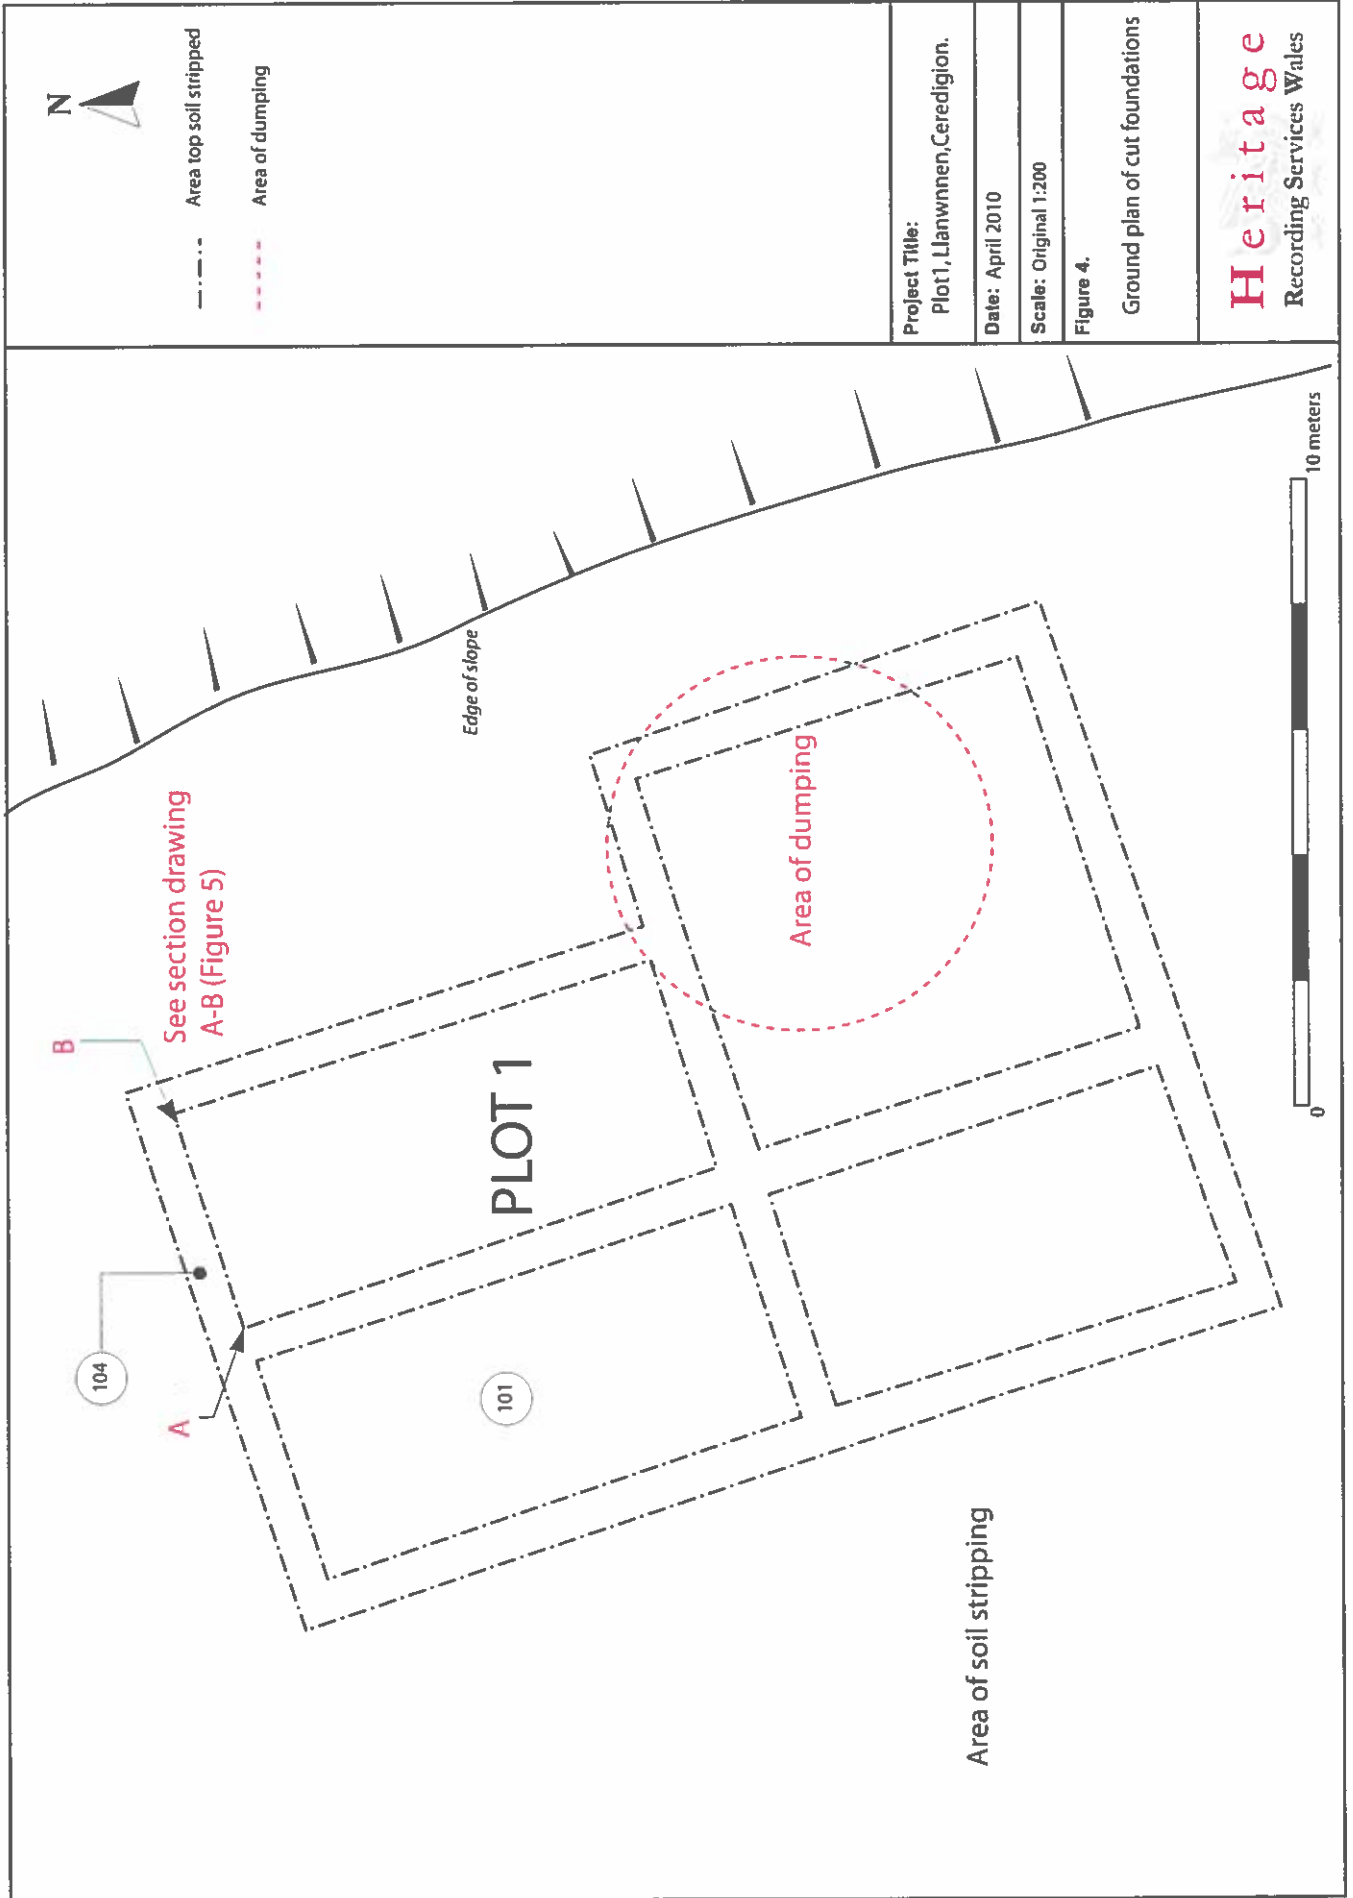 N
Area top soil stripped
Area of dumping
Project Title:
Plot1,Llanwnnen,Ceredigion.
Date: April 2010
Scale: Original 1:200
Figure 4.
Ground plan of cut foundations
Heritage
Recording Services Wales
104
A
B
See section drawing
A-B (Figure 5)
Edge of slope
101
PLOT 1
Area of dumping
Area of soil stripping
0
10 meters